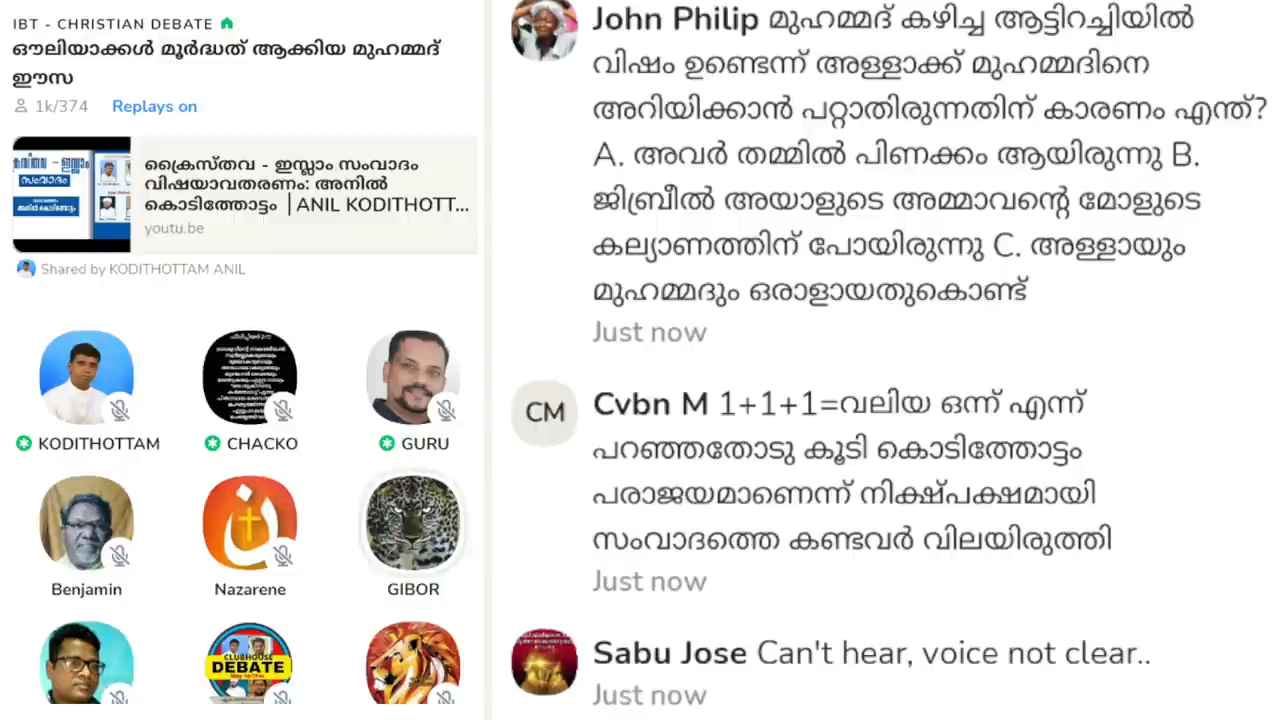 IBT - CHRISTIAN DEBATE
ഔലിയാക്കൾ മൂർദ്ധത് ആക്കിയ മുഹമ്മദ്
ഈസ
1k/374 Replays on
സംവാദം
ക്രൈസ്തവ - ഇസ്ലാം സംവാദം
വിഷയാവതരണം: അനിൽ
കൊടിത്തോട്ടം |ANIL KODITHOTT...
youtu.be
Shared by KODITHOTTAM ANIL
KODITHOTTAM
CHACKO
GURU
Benjamin
Nazarene
GIBOR
CLUBHOUSE
DEBATE
John Philip മുഹമ്മദ് കഴിച്ച ആട്ടിറച്ചിയിൽ
വിഷം ഉണ്ടെന്ന് അള്ളാക്ക് മുഹമ്മദിനെ
അറിയിക്കാൻ പറ്റാതിരുന്നതിന് കാരണം എന്ത്?
A. അവർ തമ്മിൽ പിണക്കം ആയിരുന്നു B.
ജിബ്രീൽ അയാളുടെ അമ്മാവന്റെ മോളുടെ
കല്യാണത്തിന് പോയിരുന്നു C. അള്ളായും
മുഹമ്മദും ഒരാളായതുകൊണ്ട്
Just now
CM
Cvbn M 1+1+1=വലിയ ഒന്ന് എന്ന്
പറഞ്ഞതോടു കൂടി കൊടിത്തോട്ടം
പരാജയമാണെന്ന് നിക്ഷ്പക്ഷമായി
സംവാദത്തെ കണ്ടവർ വിലയിരുത്തി
Just now
Sabu Jose Can't hear, voice not clear..
Just now